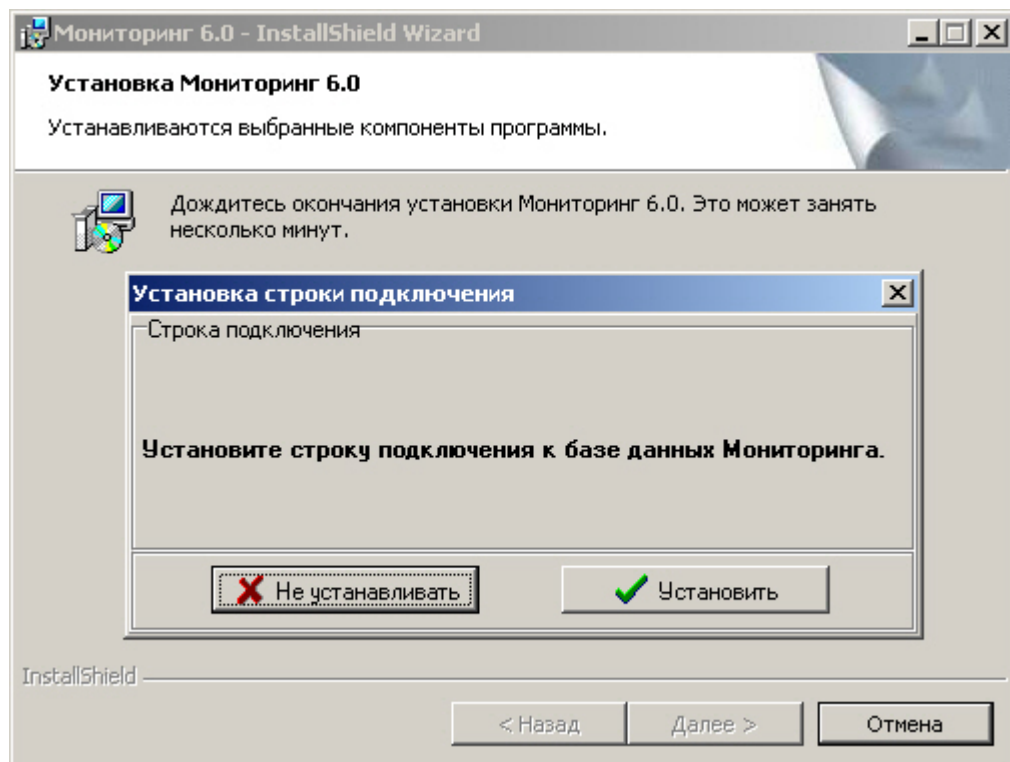 Мониторинг 6.0 - InstallShield Wizard
Установка Мониторинг 6.0
Устанавливаются выбранные компоненты программы.
Дождитесь окончания установки Мониторинг 6.0. Это может занять
несколько минут.
Установка строки подключения
Строка подключения
Установите строку подключения к базе данных Мониторинга.
Не устанавливать
Установить
InstallShield
< Назад
Далее >
Отмена